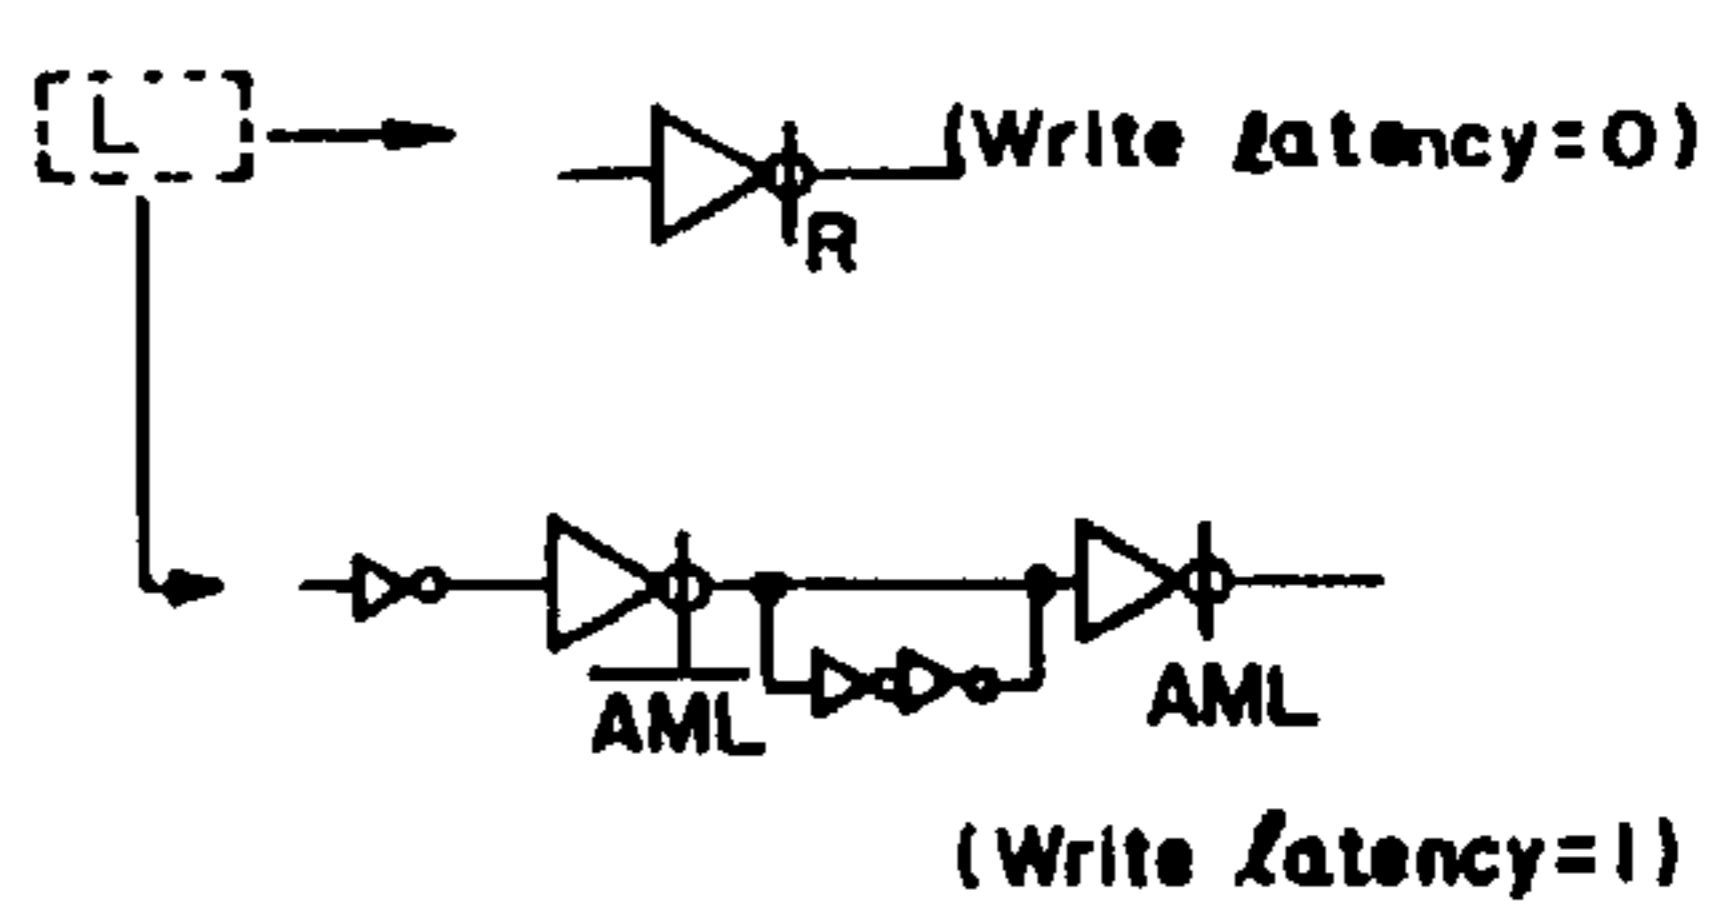 L
(Write latency=0)
R
AML
AML
(Write latency=1)